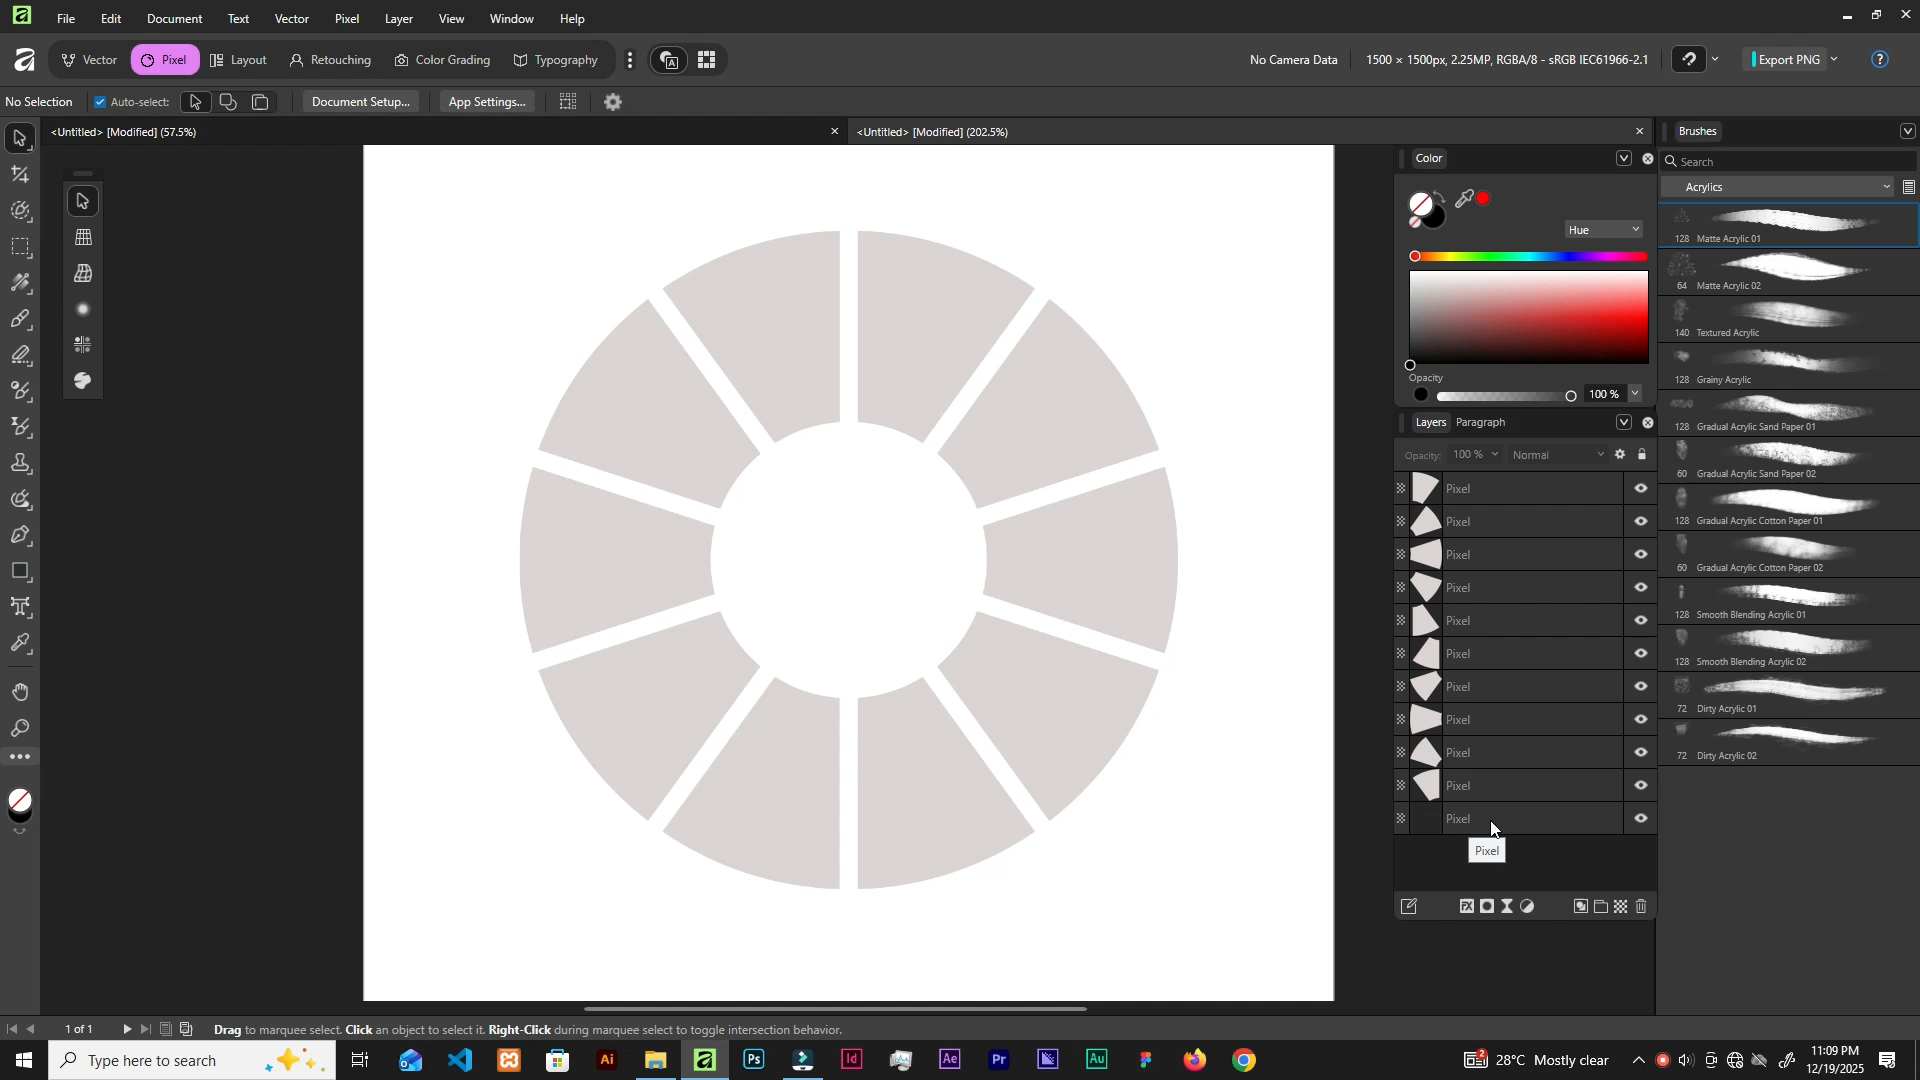 File Edit Document Text Vector Pixel Layer View Window Help
Vector Pixel Layout Retouching Color Grading Typography No Camera Data 1500 × 1500px, 2.25MP, RGBA/8 - sRGB IEC61966-2.1 Export PNG
No Selection Auto-select: Document Setup... App Settings...
<Untitled> [Modified] (57.5%) <Untitled> [Modified] (202.5%)
Brushes
Search
Acrylics
128 Matte Acrylic 01
64 Matte Acrylic 02
140 Textured Acrylic
128 Grainy Acrylic
128 Gradual Acrylic Sand Paper 01
60 Gradual Acrylic Sand Paper 02
128 Gradual Acrylic Cotton Paper 01
60 Gradual Acrylic Cotton Paper 02
128 Smooth Blending Acrylic 01
128 Smooth Blending Acrylic 02
72 Dirty Acrylic 01
72 Dirty Acrylic 02
Color
Hue
Opacity
100 %
Layers Paragraph
Opacity: 100 % Normal
Pixel
Pixel
Pixel
Pixel
Pixel
Pixel
Pixel
Pixel
Pixel
Pixel
Pixel
Pixel
1 of 1 Drag to marquee select. Click an object to select it. Right-Click during marquee select to toggle intersection behavior.
Type here to search
Ai Ps Id Ae Pr Au
2
28°C Mostly clear
11:09 PM
12/19/2025